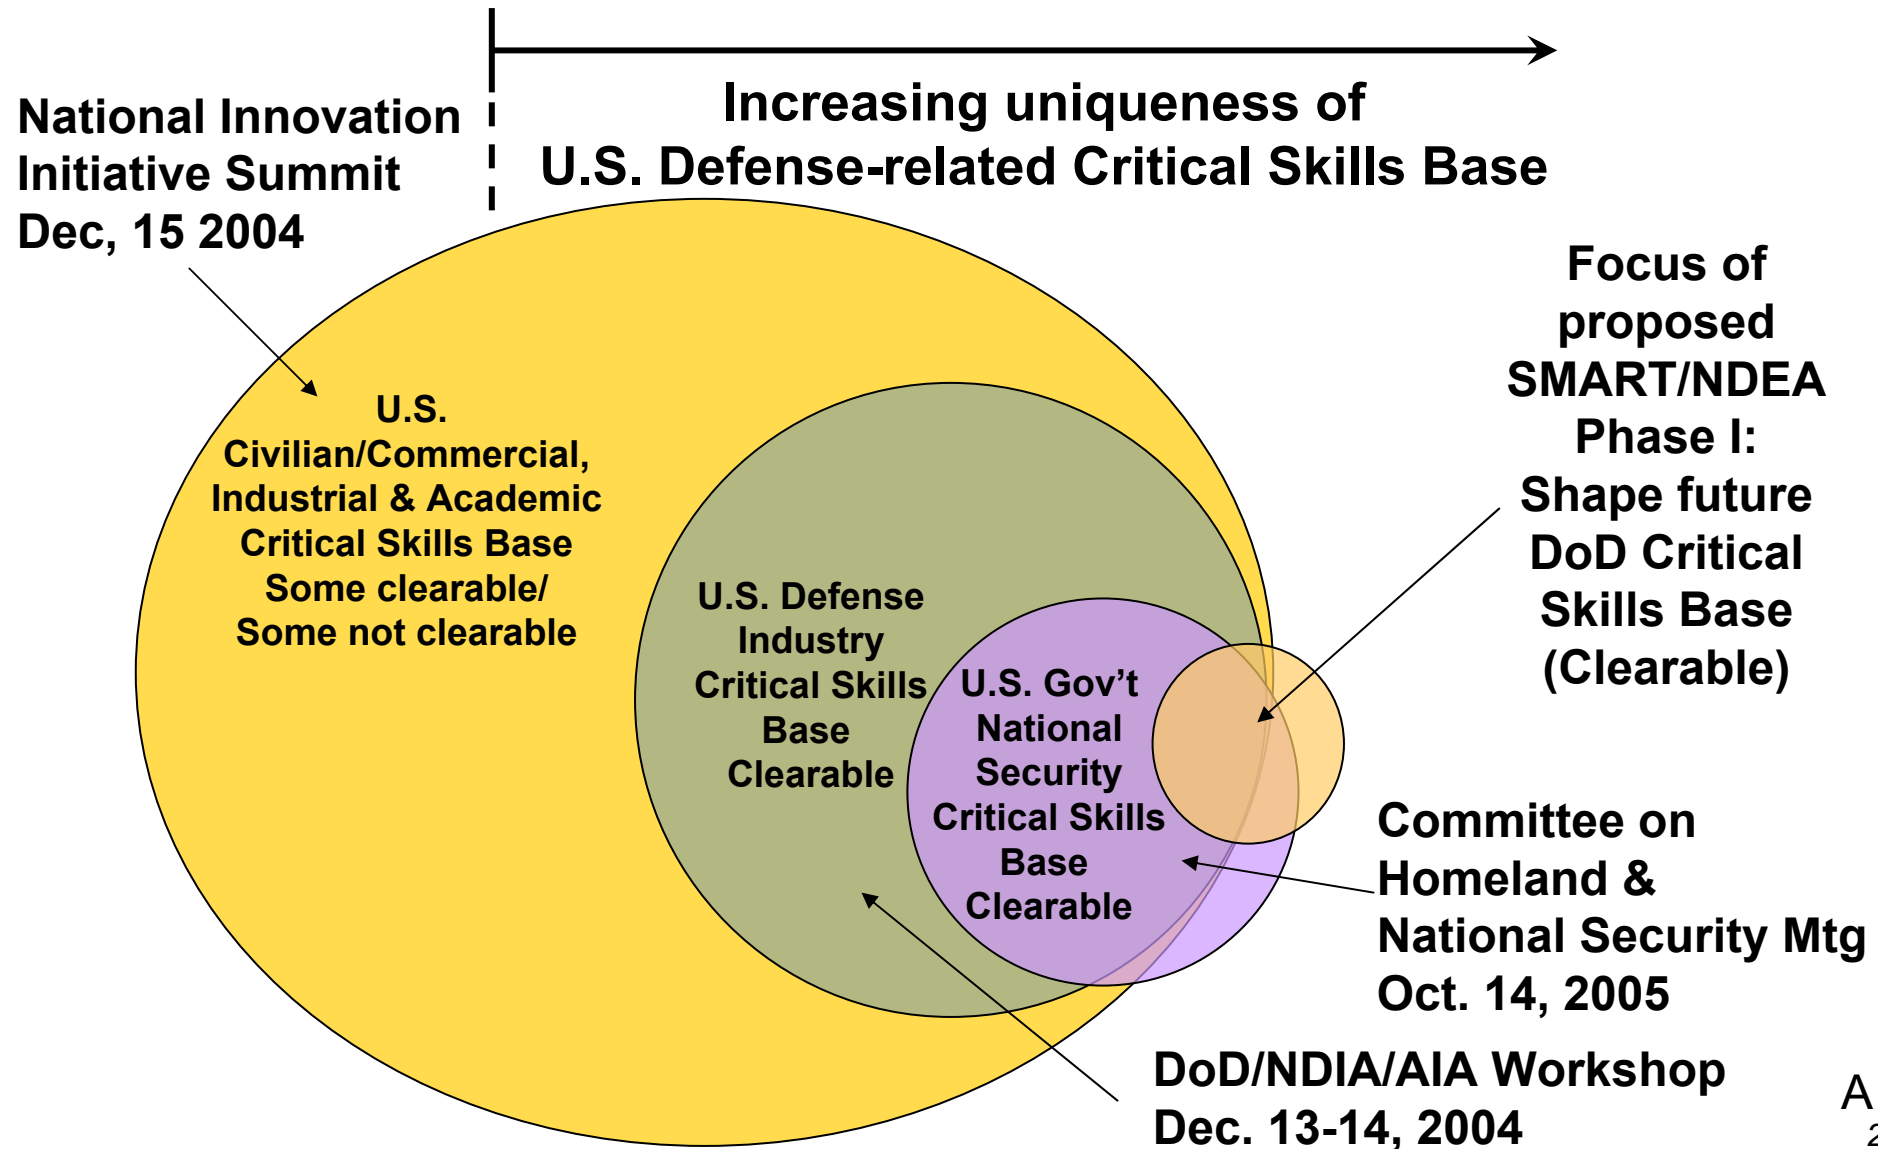 Increasing uniqueness of
U.S. Defense-related Critical Skills Base
National Innovation
Initiative Summit
Dec, 15 2004
U.S.
Civilian/Commercial,
Industrial & Academic
Critical Skills Base
Some clearable/
Some not clearable
U.S. Defense
Industry
Critical Skills
Base
Clearable
U.S. Gov’t
National
Security
Critical Skills
Base
Clearable
Focus of
proposed
SMART/NDEA
Phase I:
Shape future
DoD Critical
Skills Base
(Clearable)
Committee on
Homeland &
National Security Mtg
Oct. 14, 2005
DoD/NDIA/AIA Workshop
Dec. 13-14, 2004
A